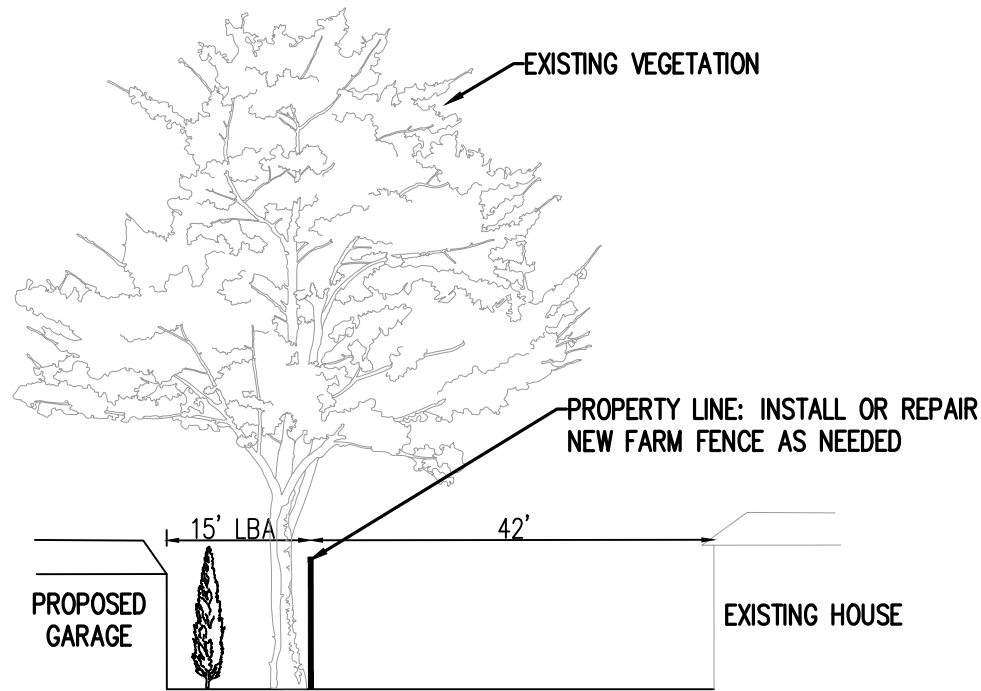 EXISTING VEGETATION
PROPERTY LINE: INSTALL OR REPAIR
NEW FARM FENCE AS NEEDED
15' LBA
42'
PROPOSED
GARAGE
EXISTING HOUSE